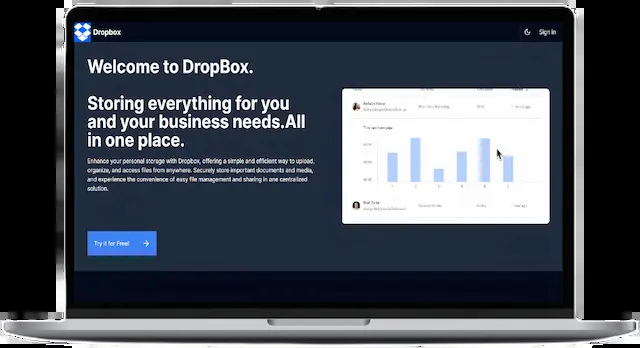 Dropbox
Sign in
Welcome to DropBox.
Storing everything for you
and your business needs.All
in one place.
Enhance your personal storage with Dropbox, offering a simple and efficient way to upload,
organize, and access files from anywhere. Securely store important documents and media,
and experience the convenience of easy file management and sharing in one centralized
solution.
Try it for Free!